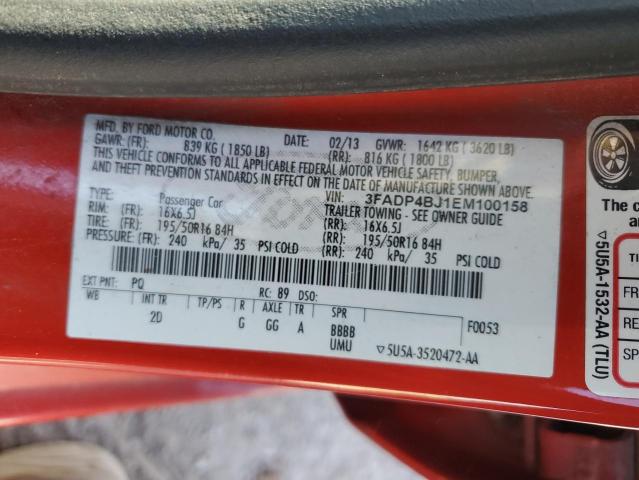 MFD. BY FORD MOTOR CO. DATE: 02/13 GVWR: 1642 KG ( 3620 LB)
GAWR: (FR): 839 KG ( 1850 LB) (RR): 816 KG ( 1800 LB)
THIS VEHICLE CONFORMS TO ALL APPLICABLE FEDERAL MOTOR VEHICLE SAFETY, BUMPER,
AND THEFT PREVENTION STANDARDS IN EFFECT ON THE DATE OF MANUFACTURE SHOWN ABOVE.
VIN: 3FADP4BJ1EM100158
TYPE: Passenger Car TRAILER TOWING - SEE OWNER GUIDE
RIM: (FR): 16X6.5J (RR): 16X6.5J
TIRE: (FR): 195/50R16 84H (RR): 195/50R16 84H
PRESSURE: (FR): 240 kPa/ 35 PSI COLD (RR): 240 kPa/ 35 PSI COLD
EXT PNT: PQ RC: 89 DSO:
WB INT TR TP/PS R AXLE TR SPR
2D G GG A BBBB F0053
UMU ▽5U5A-3520472-AA
▽5U5A-1532-AA (TLU)
The c
a
TI
FR
RE
SP